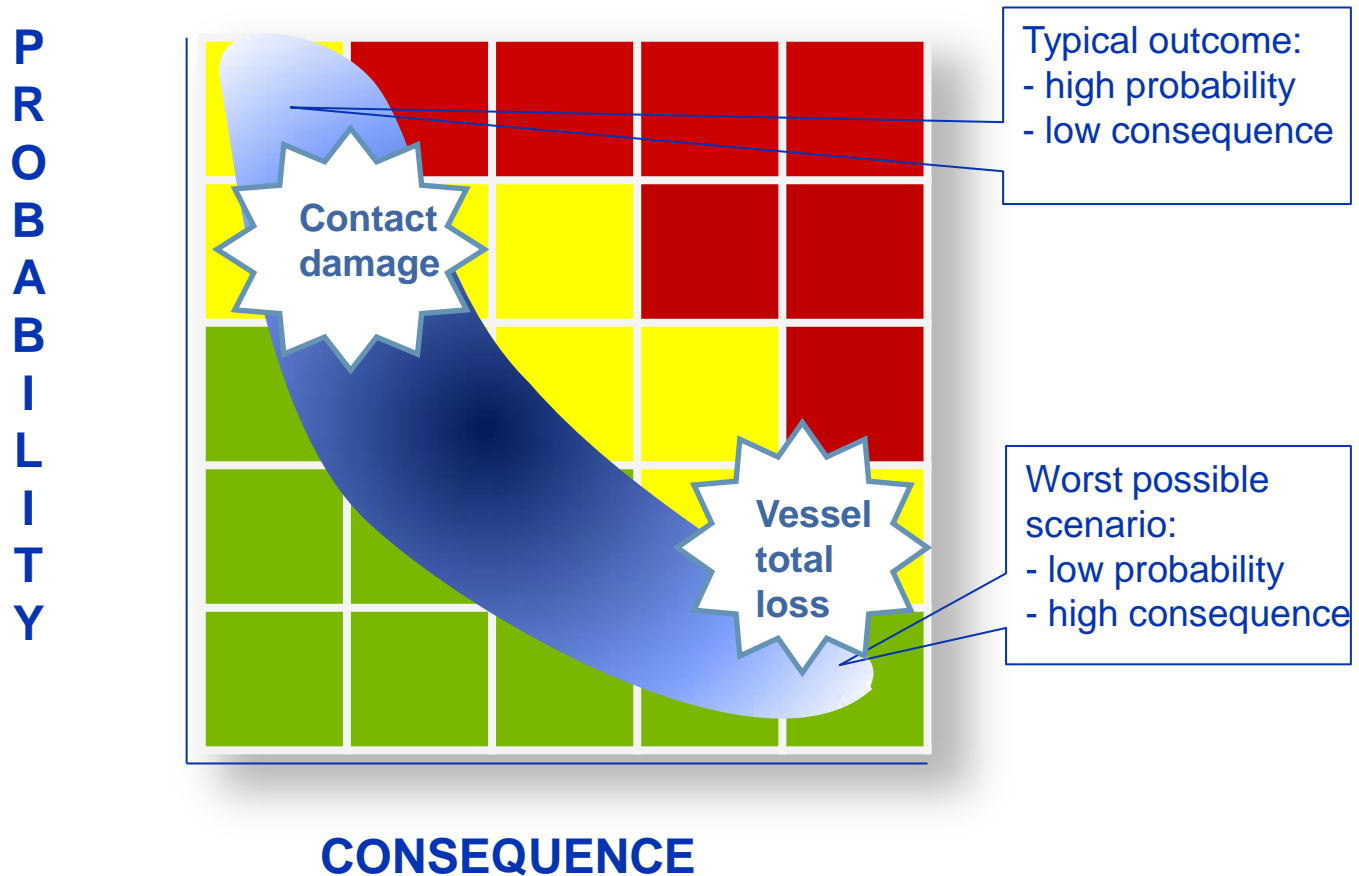 PROBABILITY
Typical outcome:
- high probability
- low consequence
Contact
damage
Worst possible
scenario:
- low probability
- high consequence
Vessel
total
loss
CONSEQUENCE